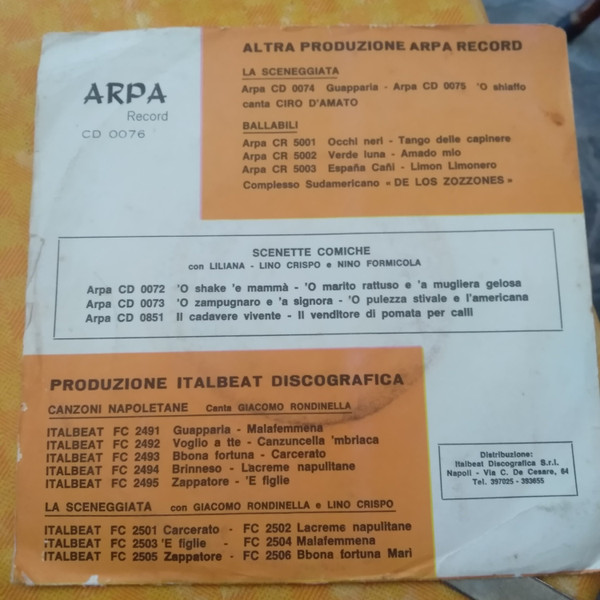 ARPA
Record
CD 0076
ALTRA PRODUZIONE ARPA RECORD
LA SCENEGGIATA
Arpa CD 0074 Guapparia - Arpa CD 0075 'O shiaffo
canta CIRO D'AMATO
BALLABILI
Arpa CR 5001 Occhi neri - Tango delle capinere
Arpa CR 5002 Verde luna - Amado mio
Arpa CR 5003 España Cañi - Limon Limonero
Complesso Sudamericano « DE LOS ZOZZONES »
SCENETTE COMICHE
con LILIANA - LINO CRISPO e NINO FORMICOLA
Arpa CD 0072 'O shake 'e mammà - 'O marito rattuso e 'a mugliera gelosa
Arpa CD 0073 'O zampugnaro e 'a signora - 'O pulezza stivale e l'americana
Arpa CD 0851 Il cadavere vivente - Il venditore di pomata per calli
PRODUZIONE ITALBEAT DISCOGRAFICA
CANZONI NAPOLETANE Canta GIACOMO RONDINELLA
ITALBEAT FC 2491 Guapparia - Malafemmena
ITALBEAT FC 2492 Voglio a tte - Canzuncella 'mbriaca
ITALBEAT FC 2493 Bbona fortuna - Carcerato
ITALBEAT FC 2494 Brinneso - Lacreme napulitane
ITALBEAT FC 2495 Zappatore - 'E figlie
LA SCENEGGIATA con GIACOMO RONDINELLA e LINO CRISPO
ITALBEAT FC 2501 Carcerato - FC 2502 Lacreme napulitane
ITALBEAT FC 2503 'E figlie - FC 2504 Malafemmena
ITALBEAT FC 2505 Zappatore - FC 2506 Bbona fortuna Mari
Distribuzione:
Italbeat Discografica S.r.l.
Napoli - Via C. De Cesare, 64
Tel. 397025 - 393855